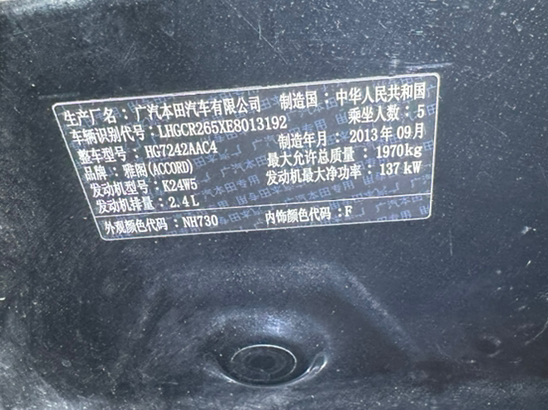 生产厂名：广汽本田汽车有限公司 制造国：中华人民共和国
车辆识别代号：LHGCR265XE8013192 乘坐人数：5
整车型号：HG7242AAC4 制造年月：2013年09月
品牌：雅阁(ACCORD) 最大允许总质量：1970kg
发动机型号：K24W5 发动机最大净功率：137kW
发动机排量：2.4L
外观颜色代码：NH730 内饰颜色代码：F